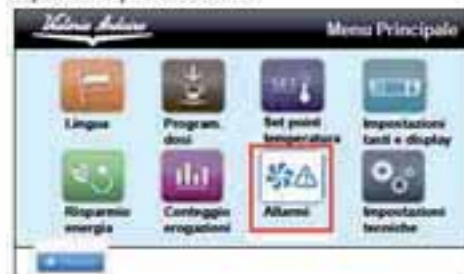 Victoria Arduino
Menu Principale
Lingua
Program.
dosi
Set point
temperatura
Impostazioni
tasti e display
Risparmio
energia
Conteggio
erogazioni
Allarmi
Impostazioni
tecniche